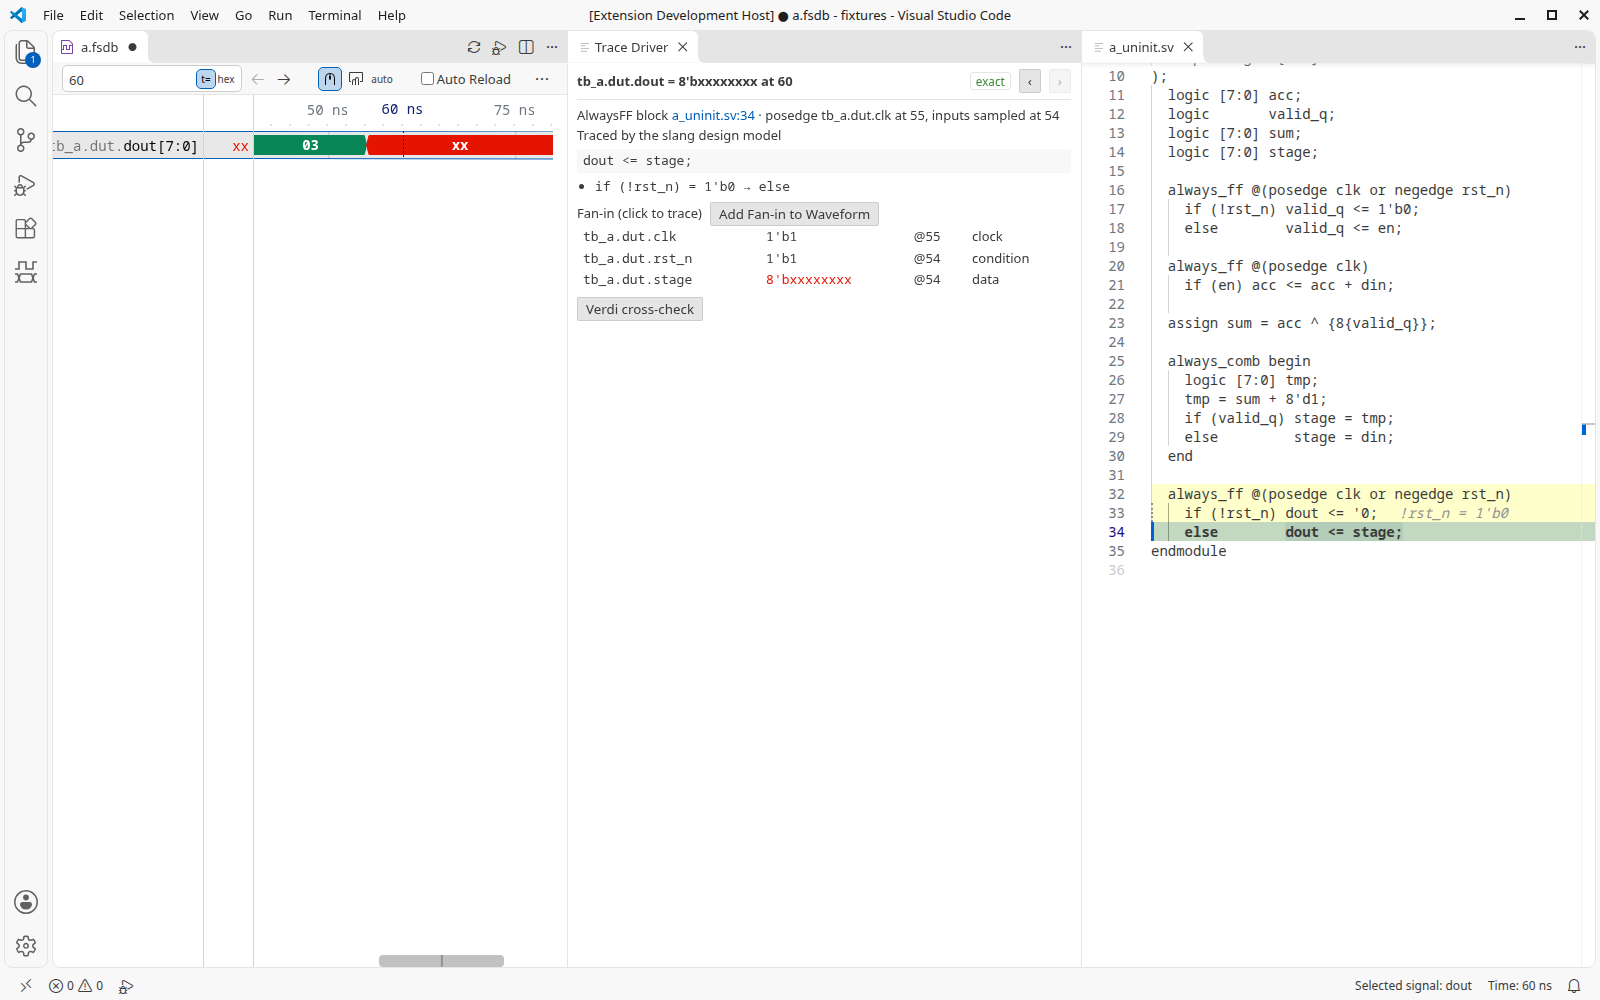 File Edit Selection View Go Run Terminal Help [Extension Development Host] ● a.fsdb - fixtures - Visual Studio Code
1
a.fsdb
60 t= hex auto Auto Reload
50 ns 60 ns 75 ns
tb_a.dut.dout[7:0] xx 03 xx
Trace Driver
tb_a.dut.dout = 8'bxxxxxxxx at 60 exact
AlwaysFF block a_uninit.sv:34 · posedge tb_a.dut.clk at 55, inputs sampled at 54
Traced by the slang design model
dout <= stage;
• if (!rst_n) = 1'b0 → else
Fan-in (click to trace) Add Fan-in to Waveform
tb_a.dut.clk 1'b1 @55 clock
tb_a.dut.rst_n 1'b1 @54 condition
tb_a.dut.stage 8'bxxxxxxxx @54 data
Verdi cross-check
a_uninit.sv
10 );
11 logic [7:0] acc;
12 logic valid_q;
13 logic [7:0] sum;
14 logic [7:0] stage;
15
16 always_ff @(posedge clk or negedge rst_n)
17 if (!rst_n) valid_q <= 1'b0;
18 else valid_q <= en;
19
20 always_ff @(posedge clk)
21 if (en) acc <= acc + din;
22
23 assign sum = acc ^ {8{valid_q}};
24
25 always_comb begin
26 logic [7:0] tmp;
27 tmp = sum + 8'd1;
28 if (valid_q) stage = tmp;
29 else stage = din;
30 end
31
32 always_ff @(posedge clk or negedge rst_n)
33 if (!rst_n) dout <= '0; !rst_n = 1'b0
34 else dout <= stage;
35 endmodule
36
0 0 Selected signal: dout Time: 60 ns